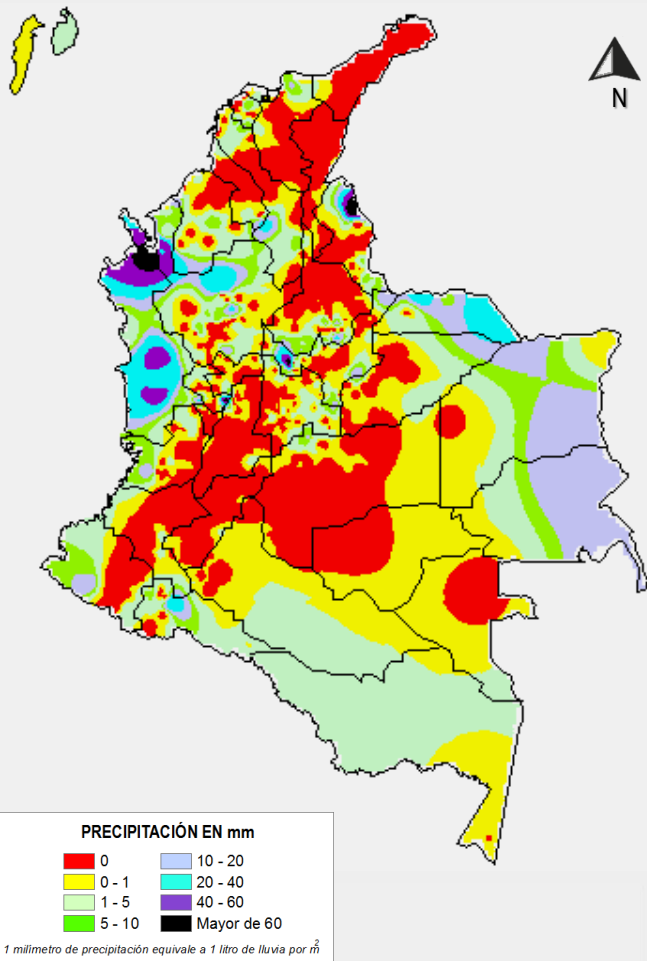 N
PRECIPITACIÓN EN mm
0
10 - 20
0 - 1
20 - 40
1 - 5
40 - 60
5 - 10
Mayor de 60
1 milímetro de precipitación equivale a 1 litro de lluvia por m²